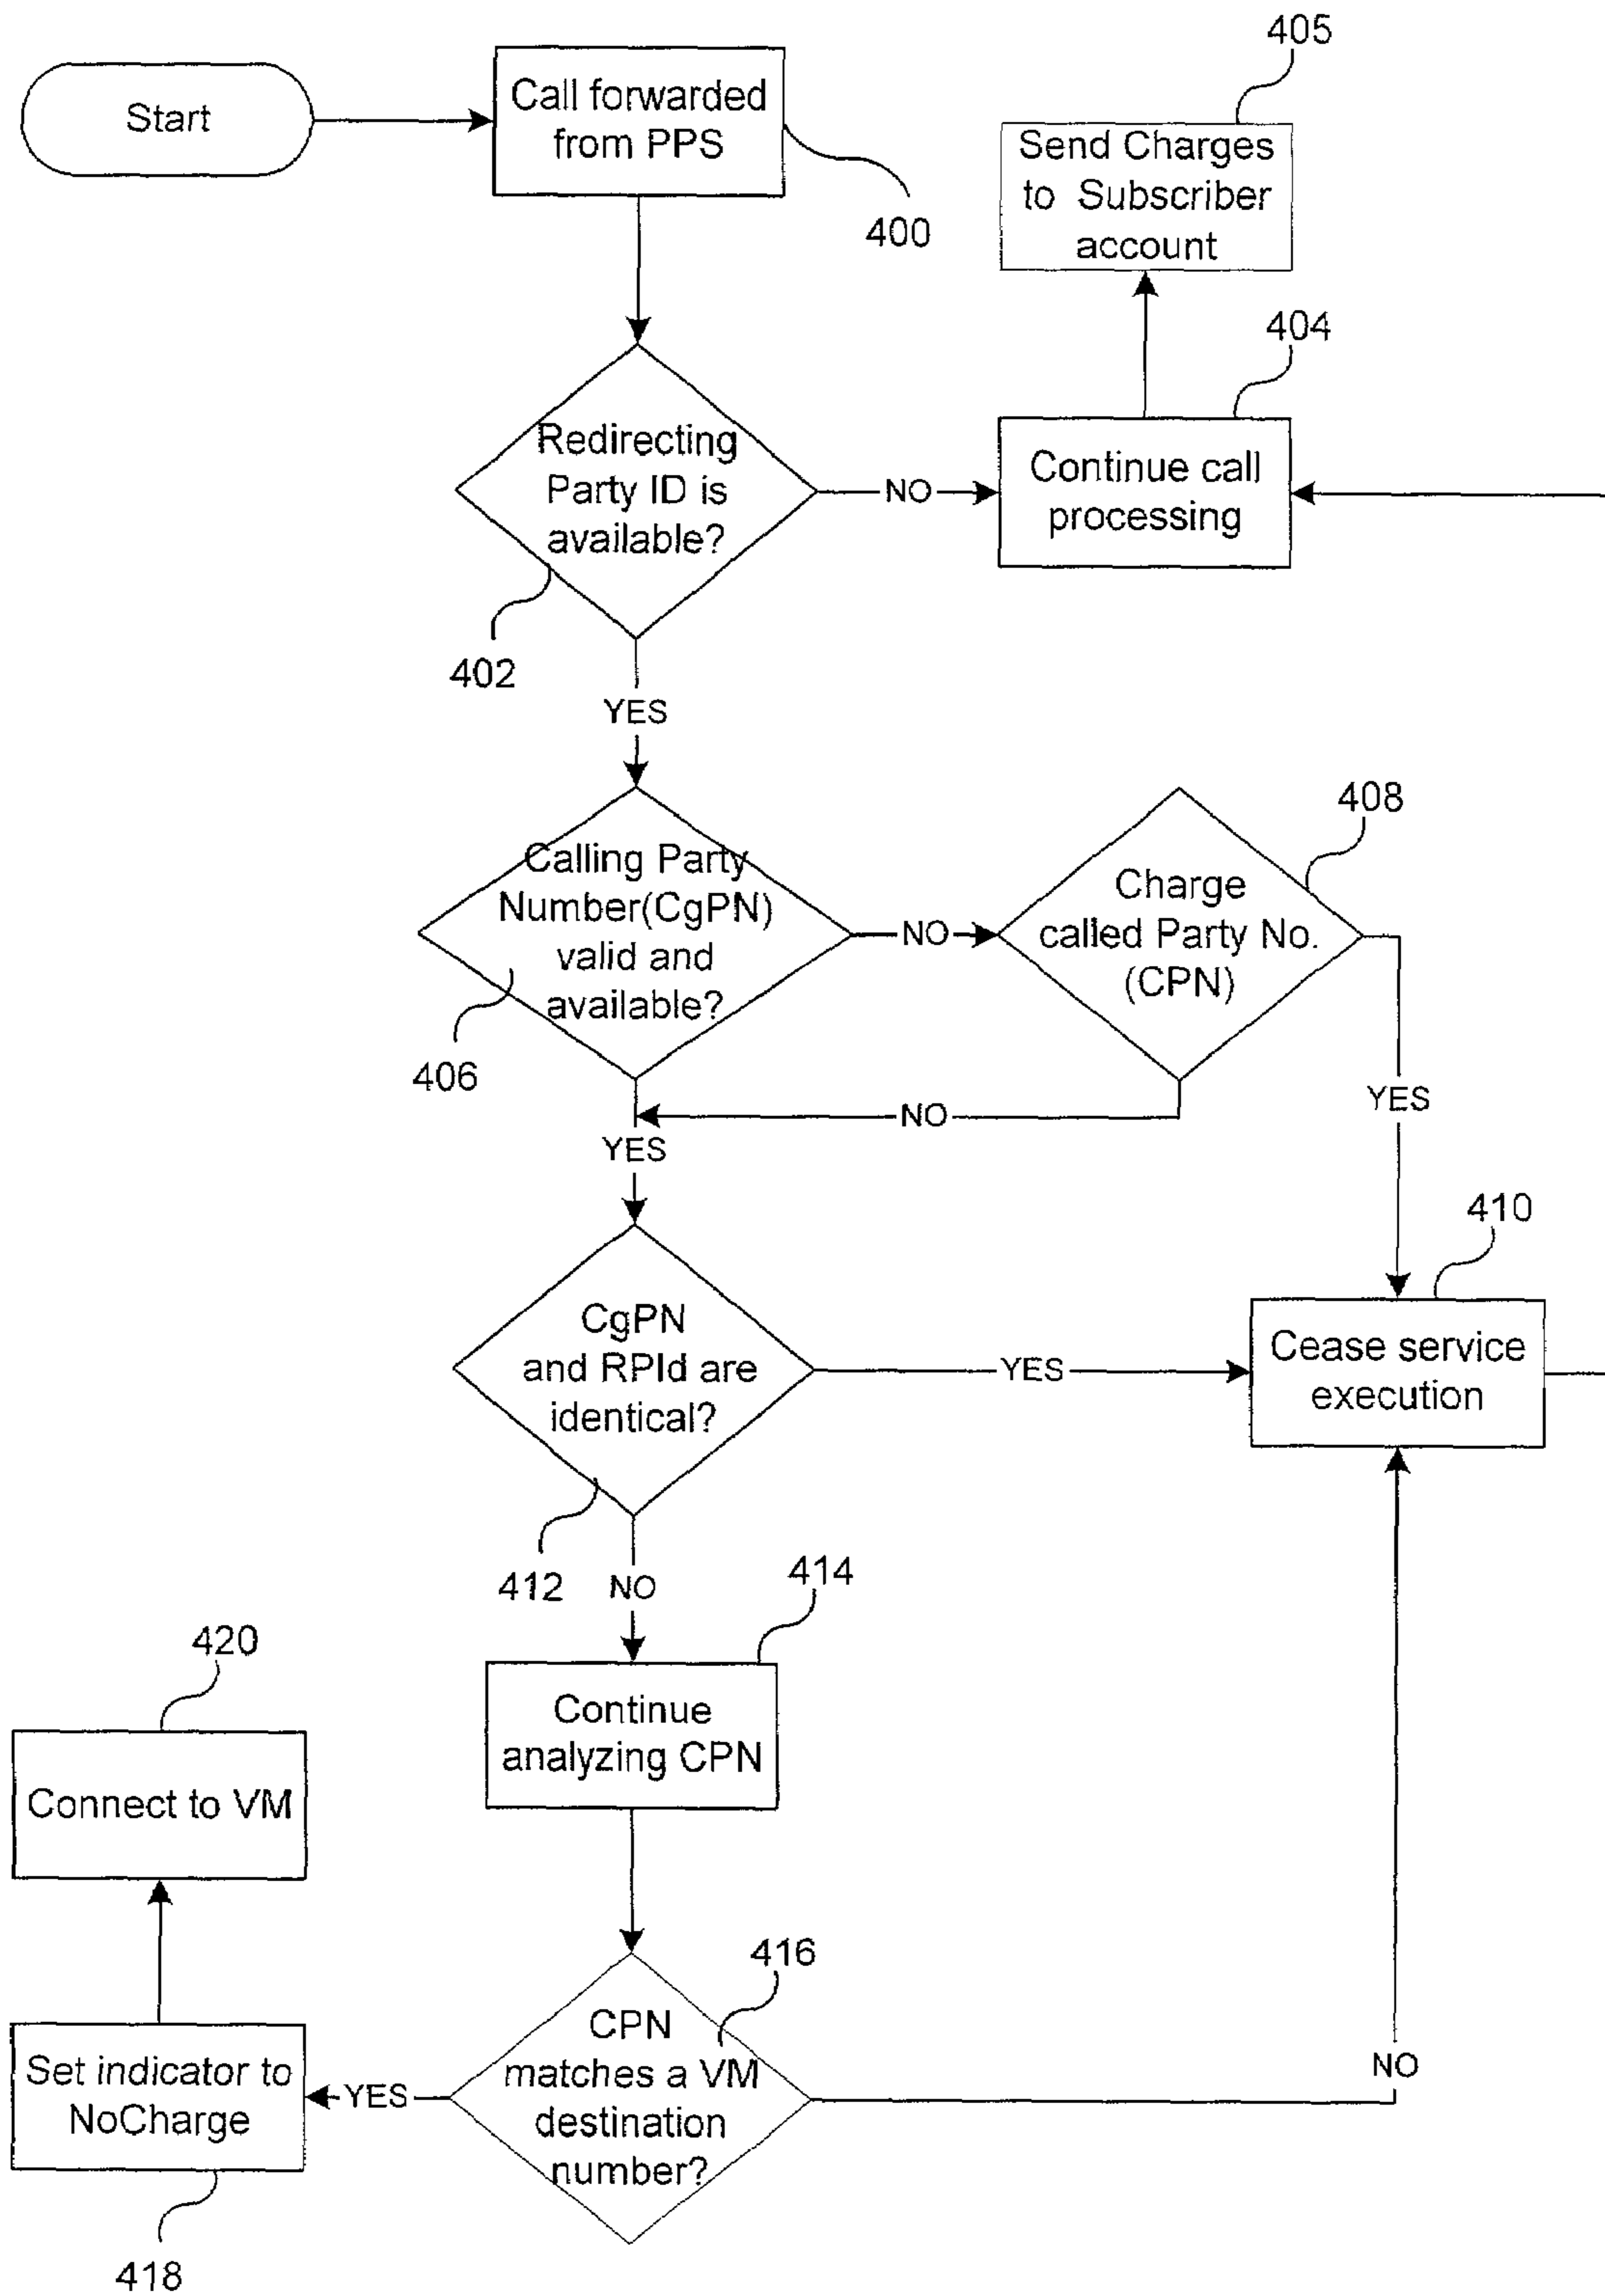 Start
Call forwarded
from PPS
400
405
Send Charges
to Subscriber
account
404
Continue call
processing
Redirecting
Party ID is
available?
NO
402
YES
Calling Party
Number(CgPN)
valid and
available?
406
NO
408
Charge
called Party No.
(CPN)
NO
YES
YES
410
Cease service
execution
CgPN
and RPId are
identical?
YES
412
NO
414
Continue
analyzing CPN
420
Connect to VM
416
CPN
matches a VM
destination
number?
NO
YES
Set indicator to
NoCharge
418